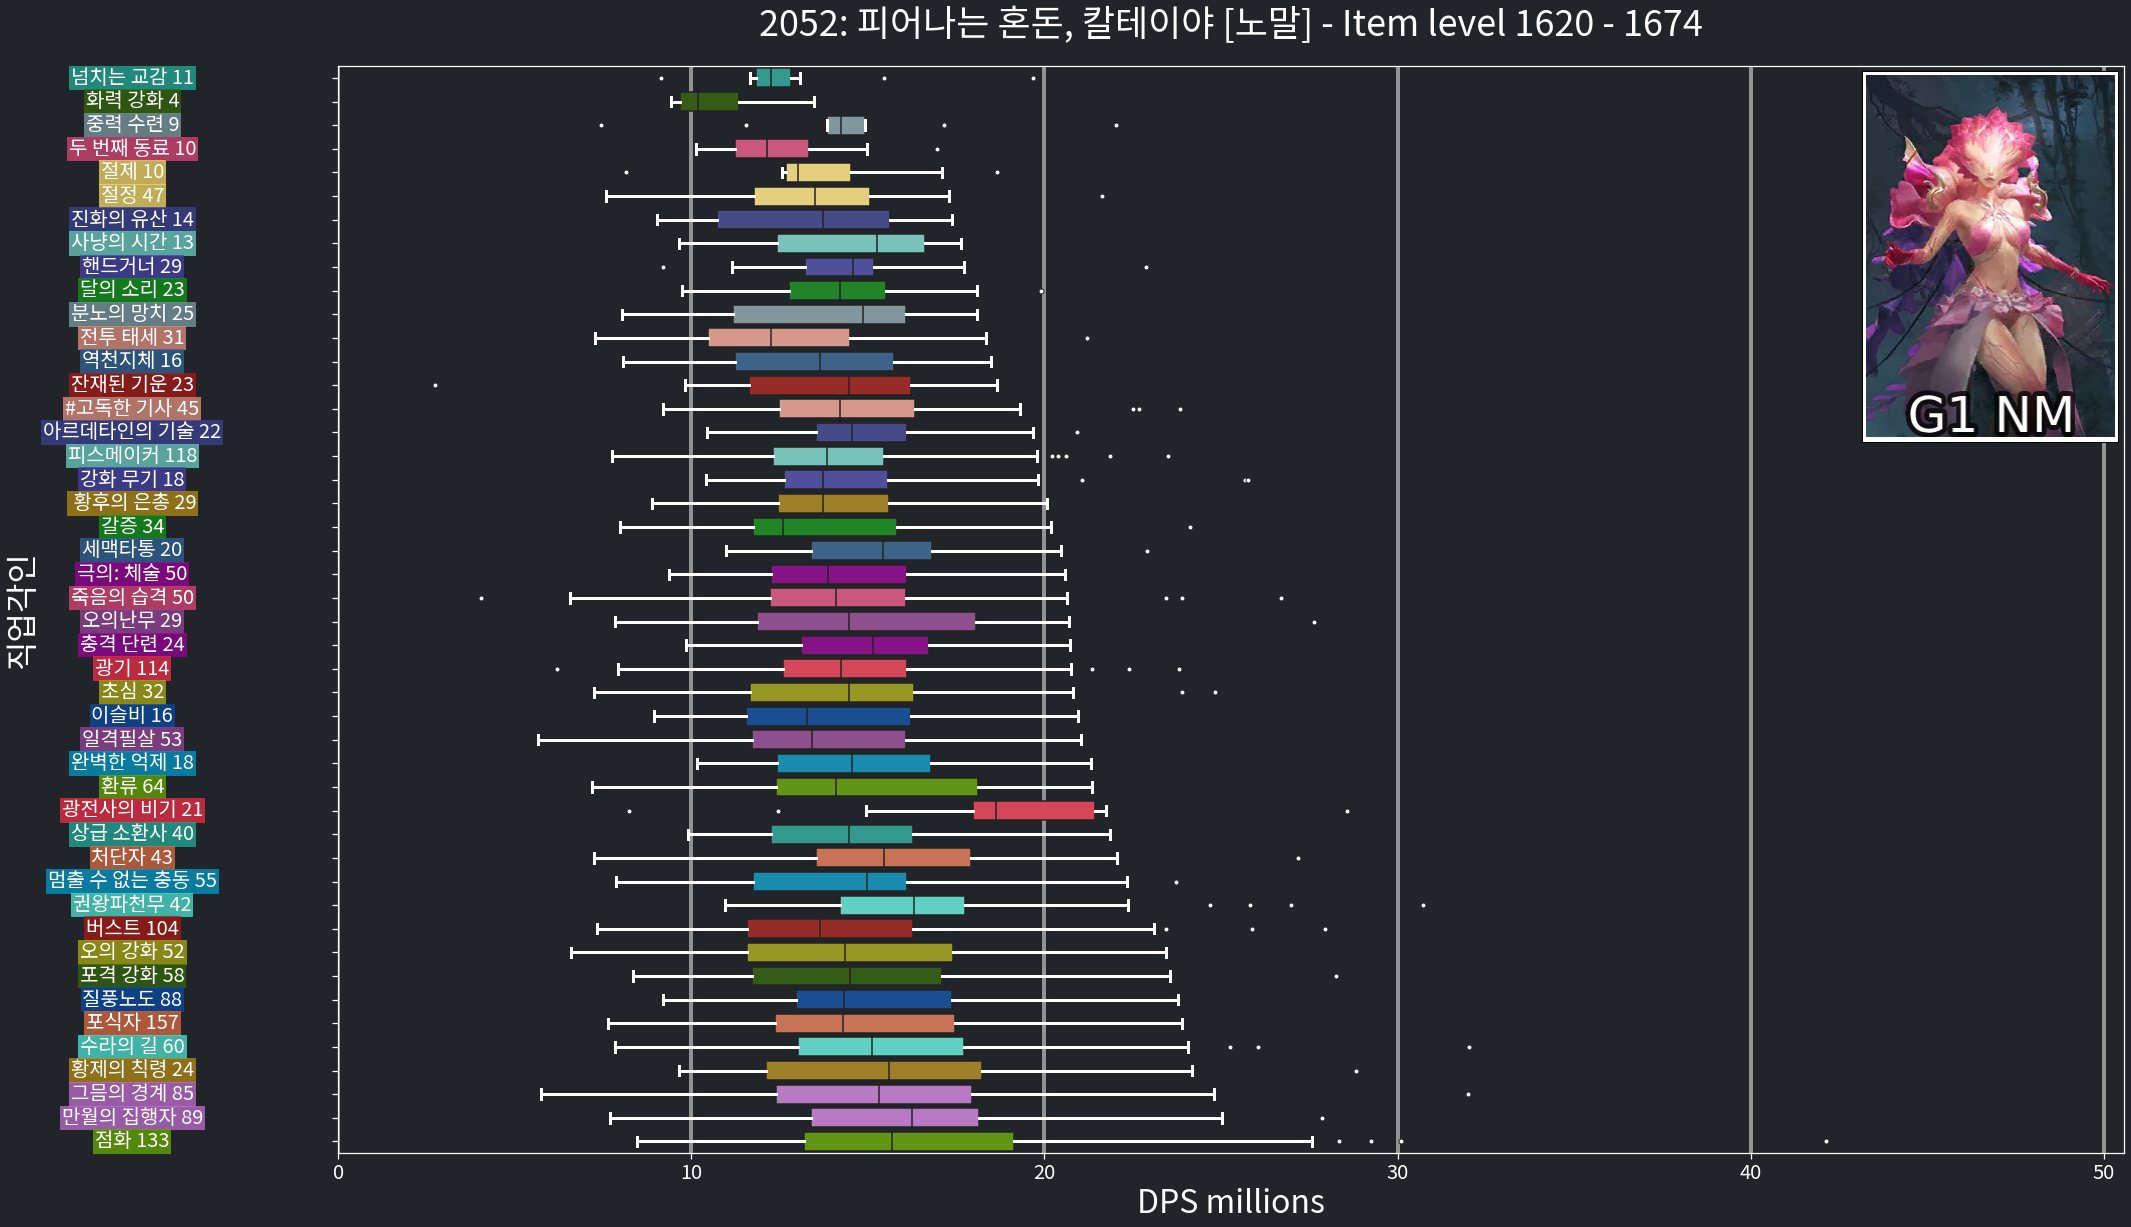 2052: 피어나는 혼돈, 칼테이야 [노말] - Item level 1620 - 1674
넘치는 교감 11
화력 강화 4
중력 수련 9
두 번째 동료 10
절제 10
절정 47
진화의 유산 14
사냥의 시간 13
핸드거너 29
달의 소리 23
분노의 망치 25
전투 태세 31
역천지체 16
잔재된 기운 23
#고독한 기사 45
아르데타인의 기술 22
피스메이커 118
강화 무기 18
황후의 은총 29
갈증 34
세맥타통 20
극의: 체술 50
죽음의 습격 50
오의난무 29
충격 단련 24
광기 114
초심 32
이슬비 16
일격필살 53
완벽한 억제 18
환류 64
광전사의 비기 21
상급 소환사 40
처단자 43
멈출 수 없는 충동 55
권왕파천무 42
버스트 104
오의 강화 52
포격 강화 58
질풍노도 88
포식자 157
수라의 길 60
황제의 칙령 24
그믐의 경계 85
만월의 집행자 89
점화 133
직업각인
G1 NM
0 10 20 30 40 50
DPS millions